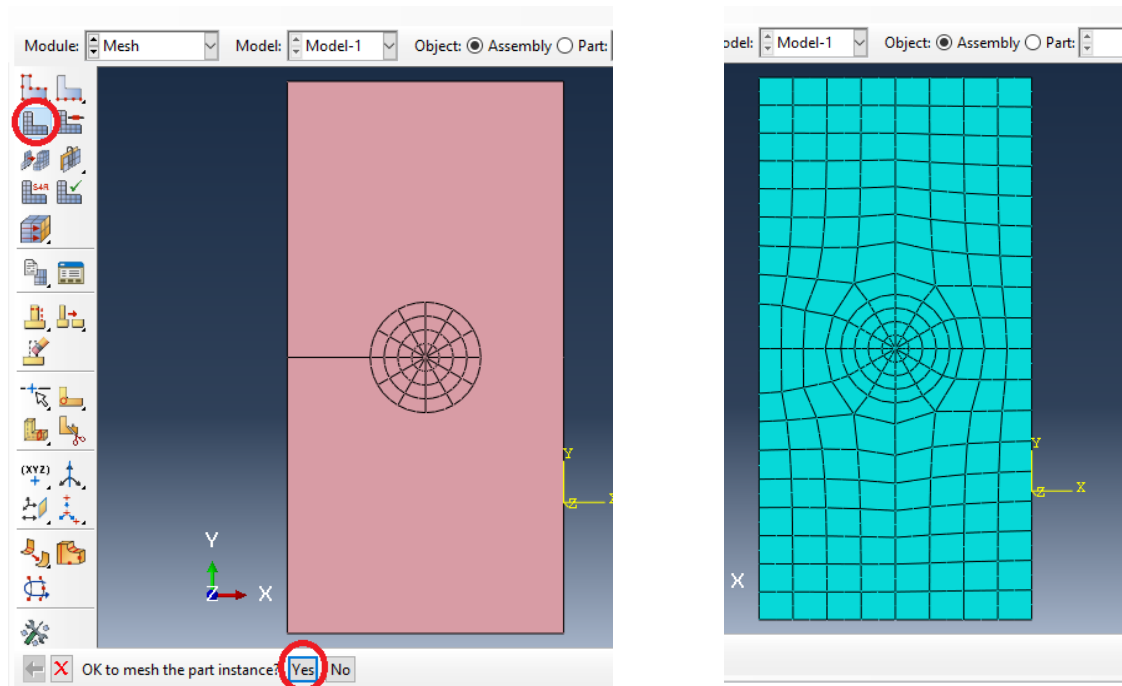 Module: Mesh Model: Model-1 Object: Assembly Part:
S4R
(XYZ)
Y
Z X
Y
Z X
OK to mesh the part instance? Yes No
odel: Model-1 Object: Assembly Part:
Y
Z X
X